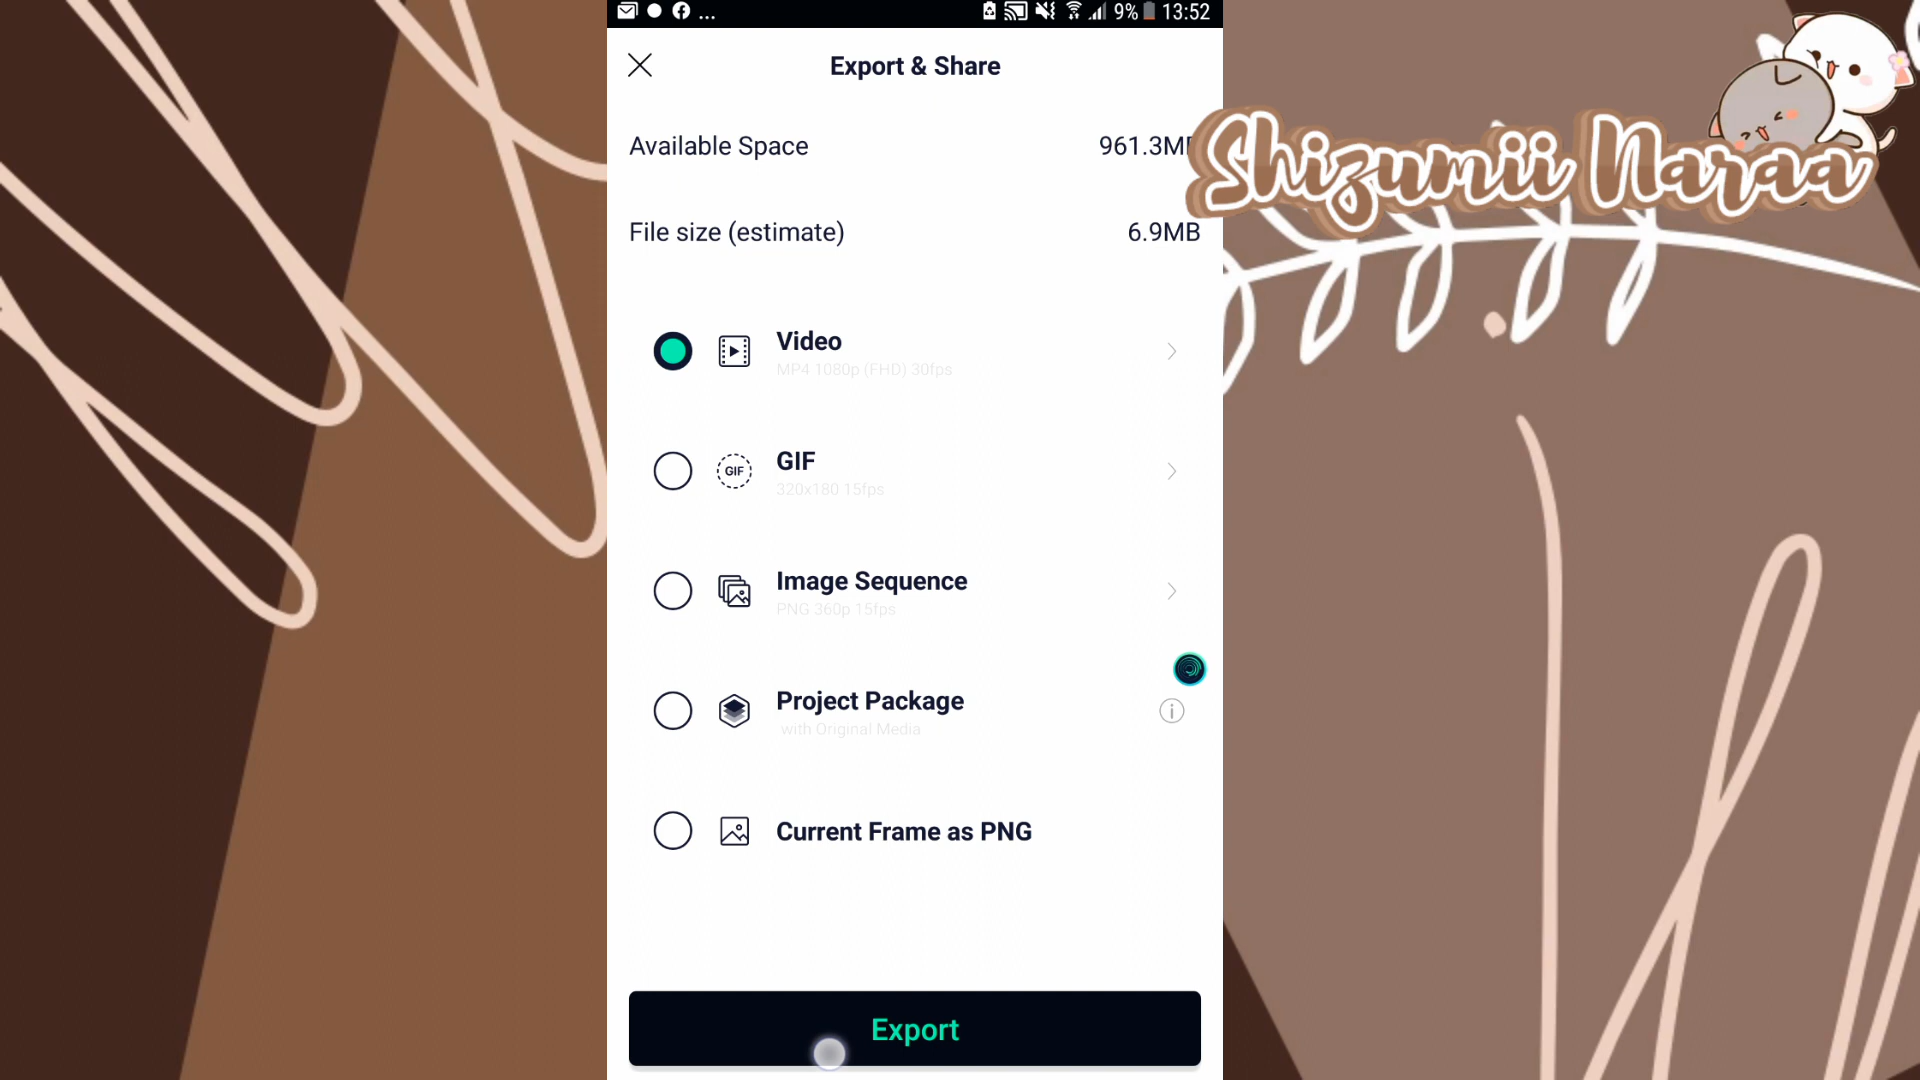 ... 9% 13:52
Export & Share
Available Space 961.3M
Shizumii Naraa
File size (estimate) 6.9MB
Video
MP4 1080p (FHD) 30fps
GIF GIF
320x180 15fps
Image Sequence
PNG 360p 15fps
Project Package
with Original Media
Current Frame as PNG
Export